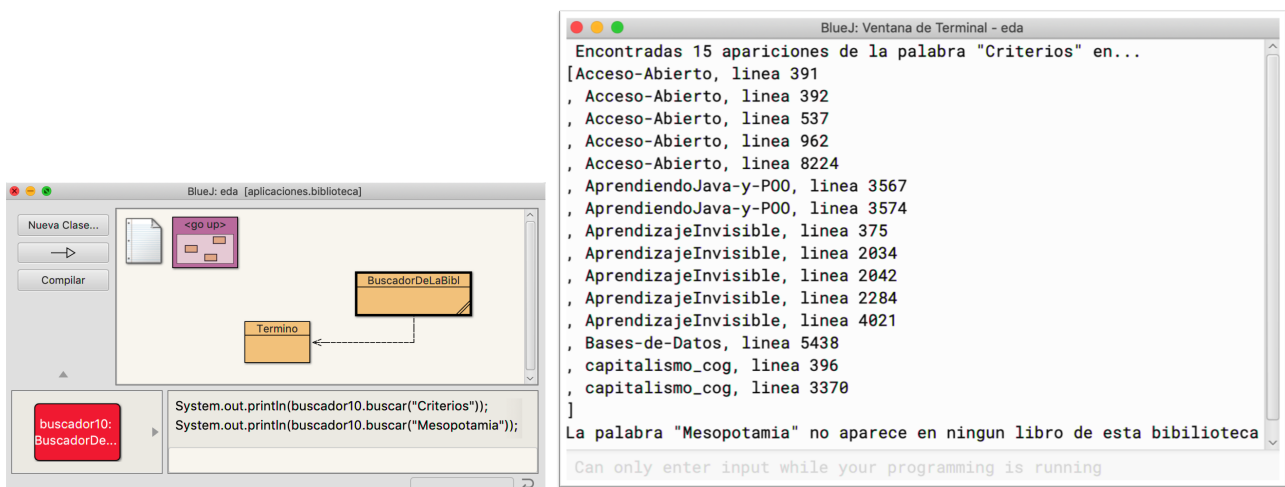 BlueJ: eda [aplicaciones.biblioteca]
Nueva Clase...
Compilar
<go up>
BuscadorDeLaBibl
Termino
buscador10:
BuscadorDe...
System.out.println(buscador10.buscar("Criterios"));
System.out.println(buscador10.buscar("Mesopotamia"));
BlueJ: Ventana de Terminal - eda
Encontradas 15 apariciones de la palabra "Criterios" en...
[Acceso-Abierto, linea 391
, Acceso-Abierto, linea 392
, Acceso-Abierto, linea 537
, Acceso-Abierto, linea 962
, Acceso-Abierto, linea 8224
, AprendiendoJava-y-POO, linea 3567
, AprendiendoJava-y-POO, linea 3574
, AprendizajeInvisible, linea 375
, AprendizajeInvisible, linea 2034
, AprendizajeInvisible, linea 2042
, AprendizajeInvisible, linea 2284
, AprendizajeInvisible, linea 4021
, Bases-de-Datos, linea 5438
, capitalismo_cog, linea 396
, capitalismo_cog, linea 3370
]
La palabra "Mesopotamia" no aparece en ningun libro de esta bibilioteca
Can only enter input while your programming is running